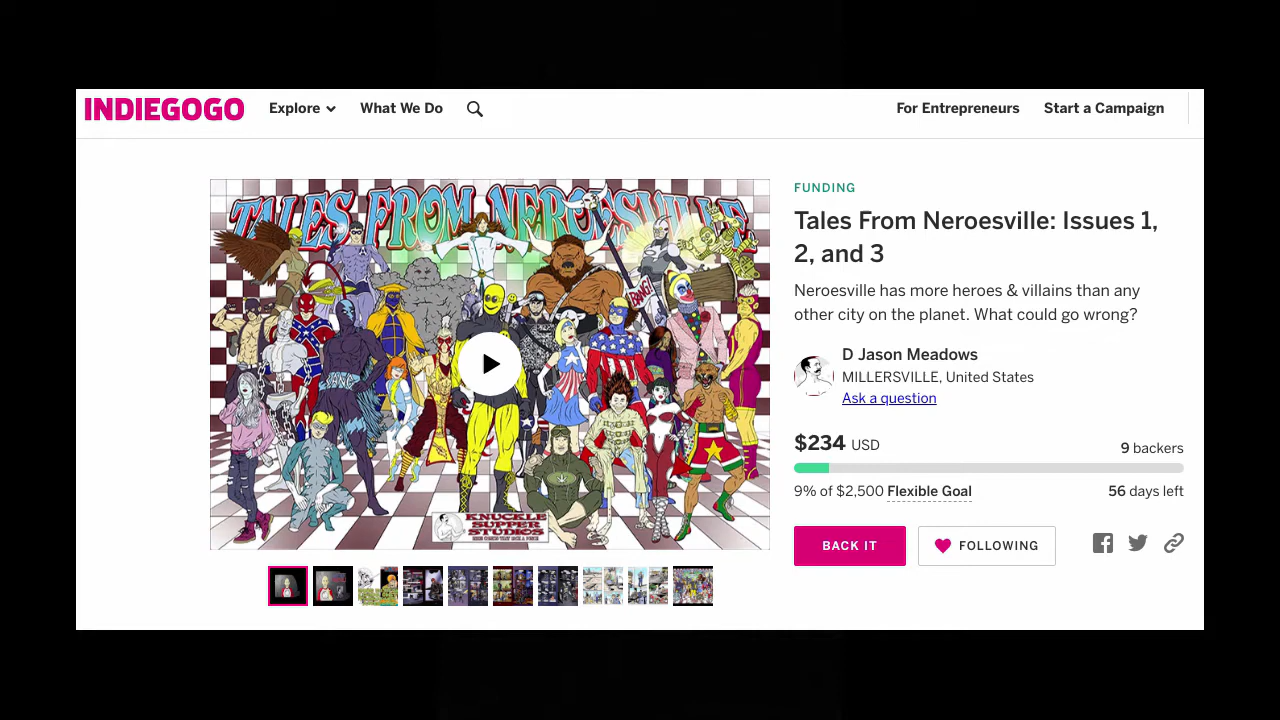 INDIEGOGO
Explore
What We Do
For Entrepreneurs
Start a Campaign
TALES FROM NEROESVILLE
BANG!
KNUCKLE
SUPPER
STUDIOS
FUNDING
Tales From Neroesville: Issues 1,
2, and 3
Neroesville has more heroes & villains than any
other city on the planet. What could go wrong?
D Jason Meadows
MILLERSVILLE, United States
Ask a question
$234 USD
9 backers
9% of $2,500 Flexible Goal
56 days left
BACK IT
FOLLOWING